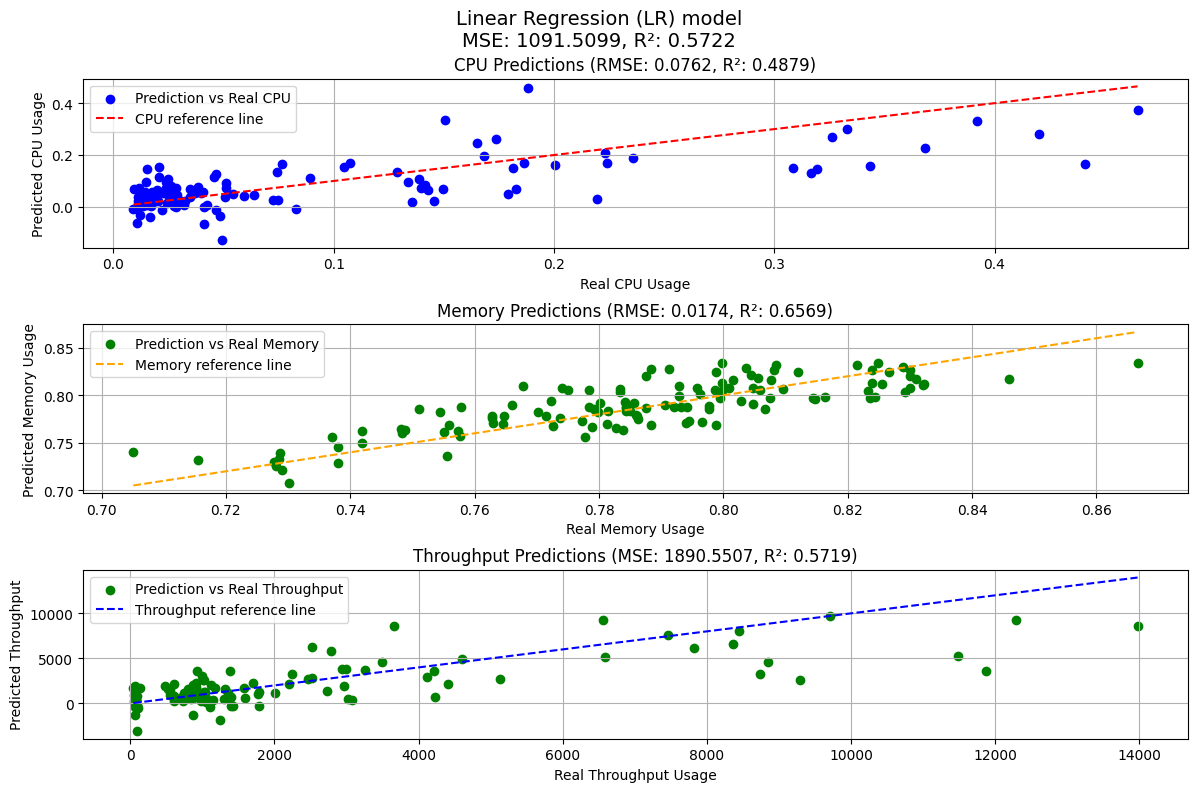 Linear Regression (LR) model
MSE: 1091.5099, R²: 0.5722
CPU Predictions (RMSE: 0.0762, R²: 0.4879)
Predicted CPU Usage
0.4
0.2
0.0
Prediction vs Real CPU
CPU reference line
0.0 0.1 0.2 0.3 0.4
Real CPU Usage
Memory Predictions (RMSE: 0.0174, R²: 0.6569)
Predicted Memory Usage
0.85
0.80
0.75
0.70
Prediction vs Real Memory
Memory reference line
0.70 0.72 0.74 0.76 0.78 0.80 0.82 0.84 0.86
Real Memory Usage
Throughput Predictions (MSE: 1890.5507, R²: 0.5719)
Predicted Throughput
10000
5000
0
Prediction vs Real Throughput
Throughput reference line
0 2000 4000 6000 8000 10000 12000 14000
Real Throughput Usage